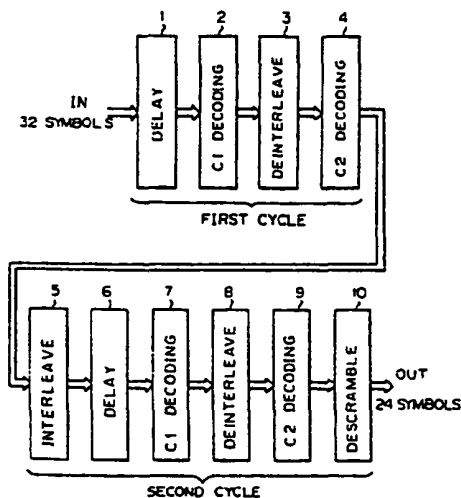 1 2 3 4
IN
32 SYMBOLS
DELAY
C1 DECODING
DEINTERLEAVE
C2 DECODING
FIRST CYCLE
5 6 7 8 9 10
INTERLEAVE
DELAY
C1 DECODING
DEINTERLEAVE
C2 DECODING
DESCRAMBLE
OUT
24 SYMBOLS
SECOND CYCLE